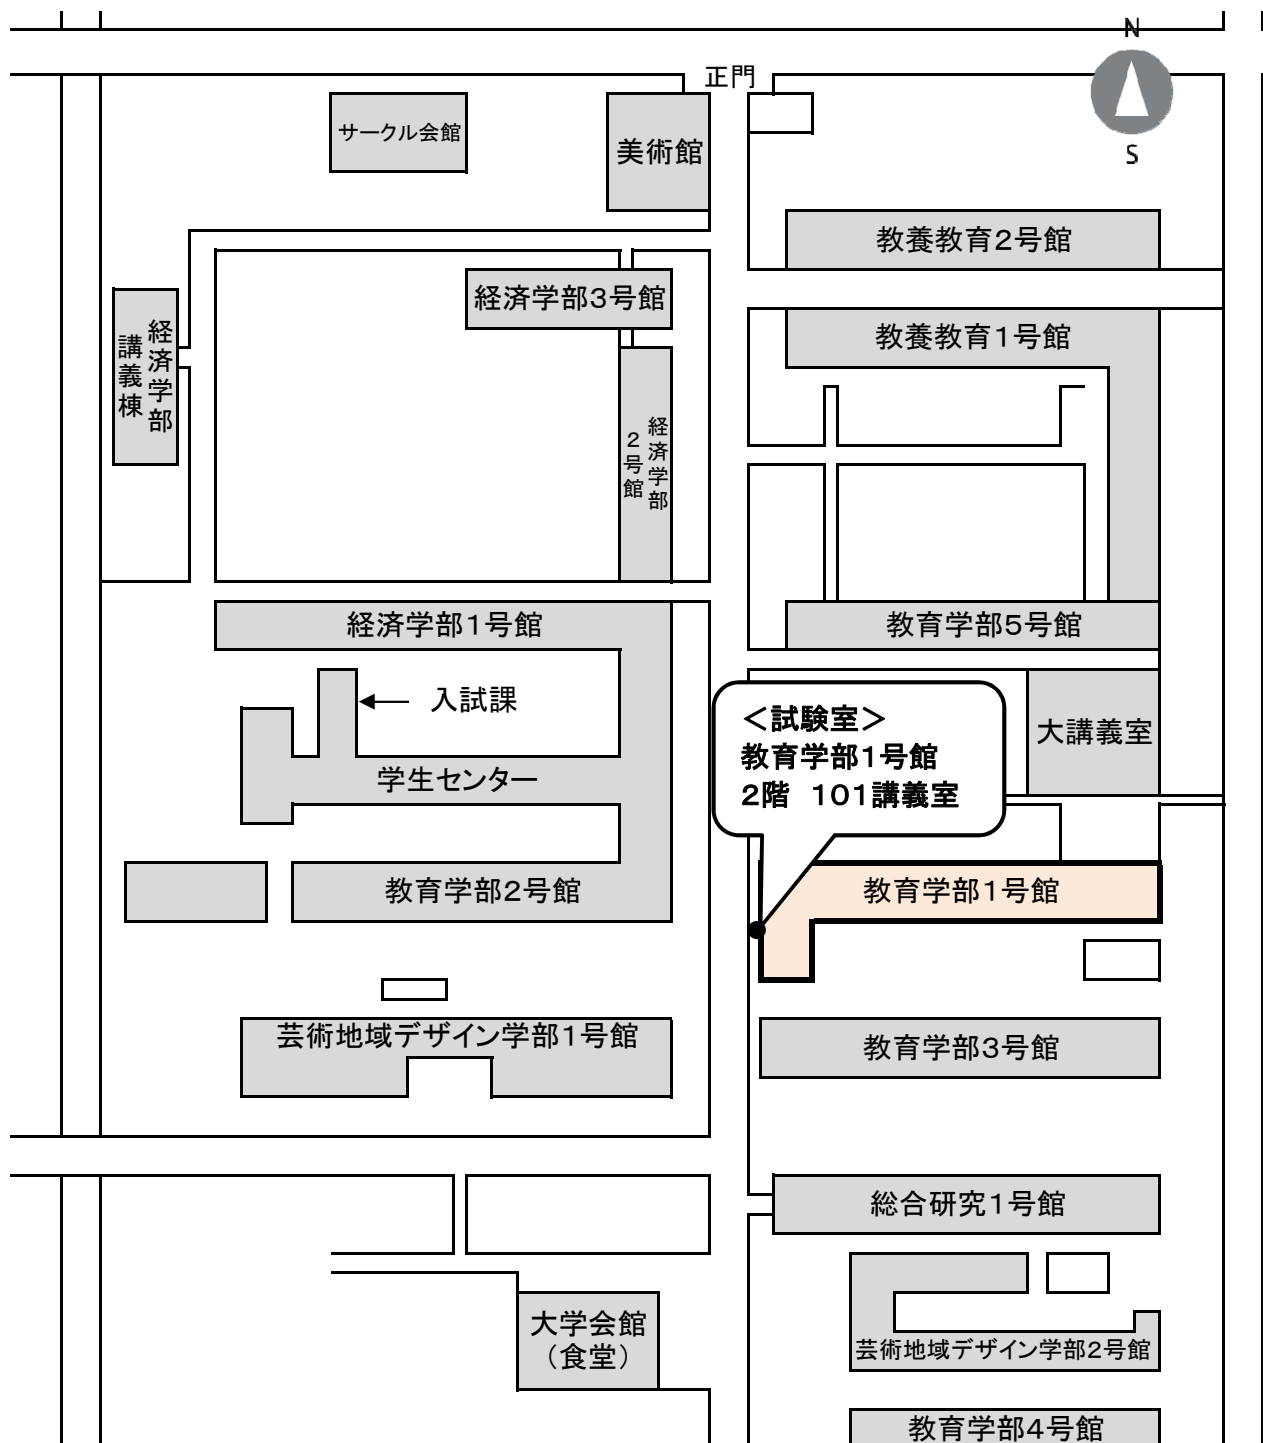 N
正門
S
サークル会館
美術館
教養教育2号館
経済学部3号館
経済学部
講義棟
教養教育1号館
経済学部
2号館
経済学部1号館
教育学部5号館
入試課
＜試験室＞
教育学部1号館
2階　101講義室
大講義室
学生センター
教育学部2号館
教育学部1号館
芸術地域デザイン学部1号館
教育学部3号館
総合研究1号館
大学会館
（食堂）
芸術地域デザイン学部2号館
教育学部4号館